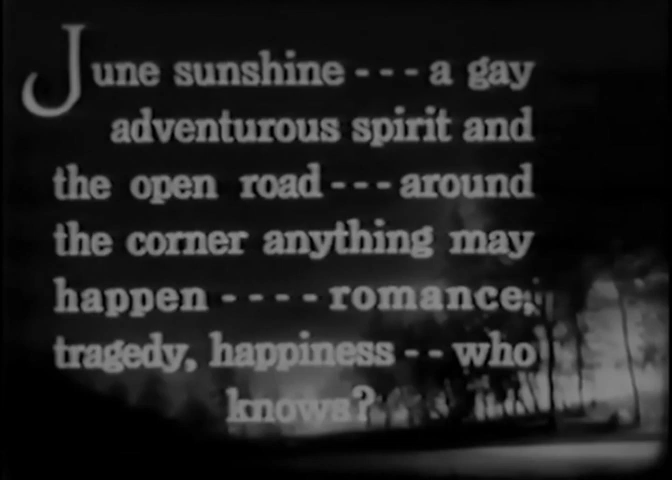 June sunshine --- a gay
adventurous spirit and
the open road --- around
the corner anything may
happen ---- romance,
tragedy, happiness -- who
knows?